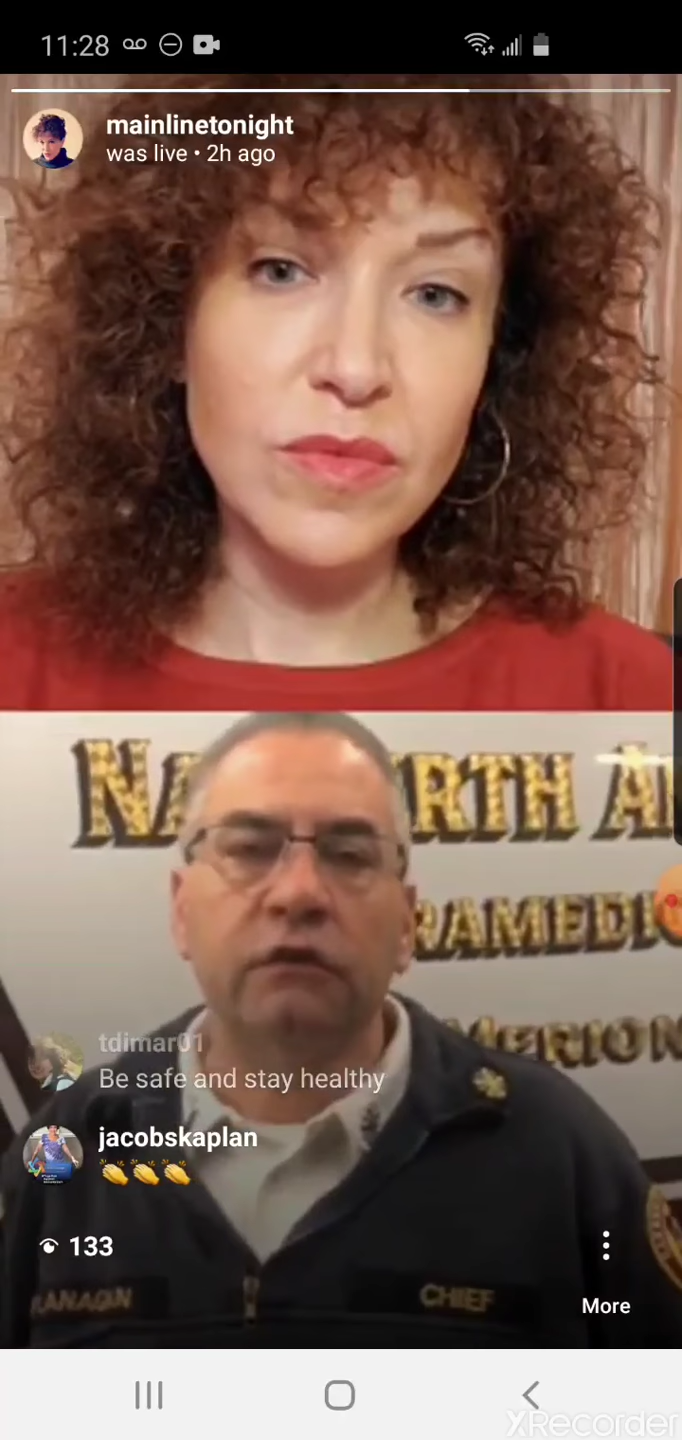 11:28
mainlinetonight
was live • 2h ago
tdimar01
Be safe and stay healthy
jacobskaplan
👏👏👏
133
CHIEF
More
XRecorder